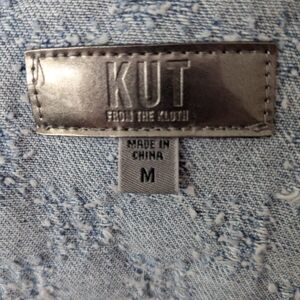 KUT
FROM THE KLOTH
MADE IN
CHINA
M